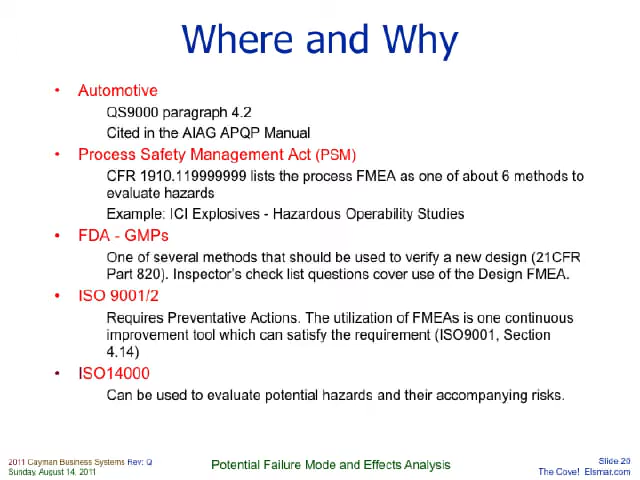 Where and Why
• Automotive
QS9000 paragraph 4.2
Cited in the AIAG APQP Manual
• Process Safety Management Act (PSM)
CFR 1910.119999999 lists the process FMEA as one of about 6 methods to
evaluate hazards
Example: ICI Explosives - Hazardous Operability Studies
• FDA - GMPs
One of several methods that should be used to verify a new design (21CFR
Part 820). Inspector's check list questions cover use of the Design FMEA.
• ISO 9001/2
Requires Preventative Actions. The utilization of FMEAs is one continuous
improvement tool which can satisfy the requirement (ISO9001, Section
4.14)
• ISO14000
Can be used to evaluate potential hazards and their accompanying risks.
2011 Cayman Business Systems Rev: Q
Sunday, August 14, 2011
Potential Failure Mode and Effects Analysis
Slide 20
The Cove! Elsmar.com